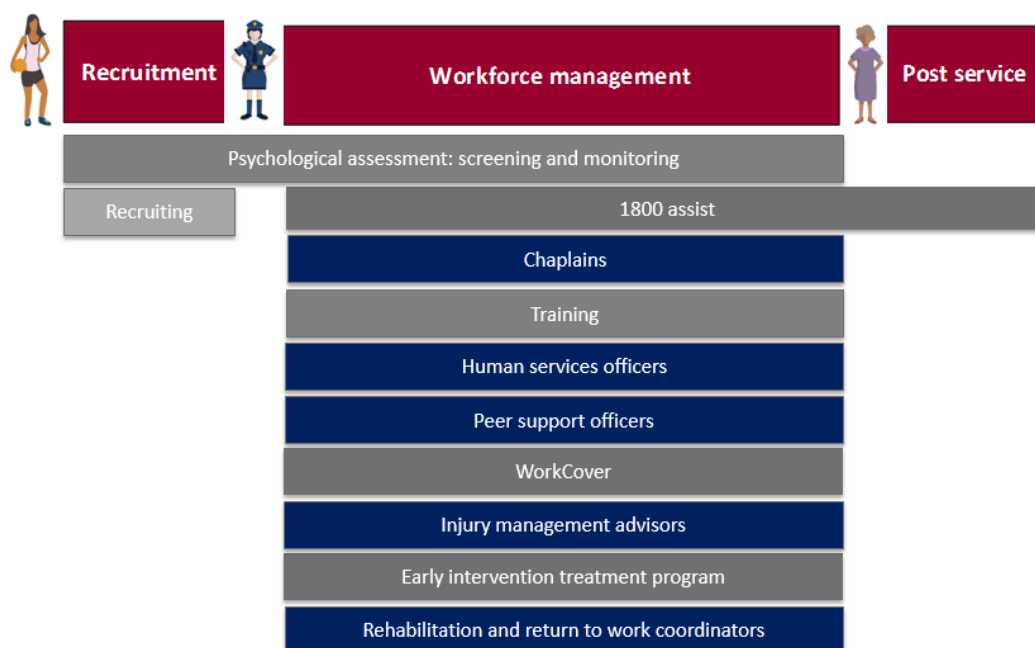 Recruitment
Workforce management
Post service
Psychological assessment: screening and monitoring
Recruiting
1800 assist
Chaplains
Training
Human services officers
Peer support officers
WorkCover
Injury management advisors
Early intervention treatment program
Rehabilitation and return to work coordinators